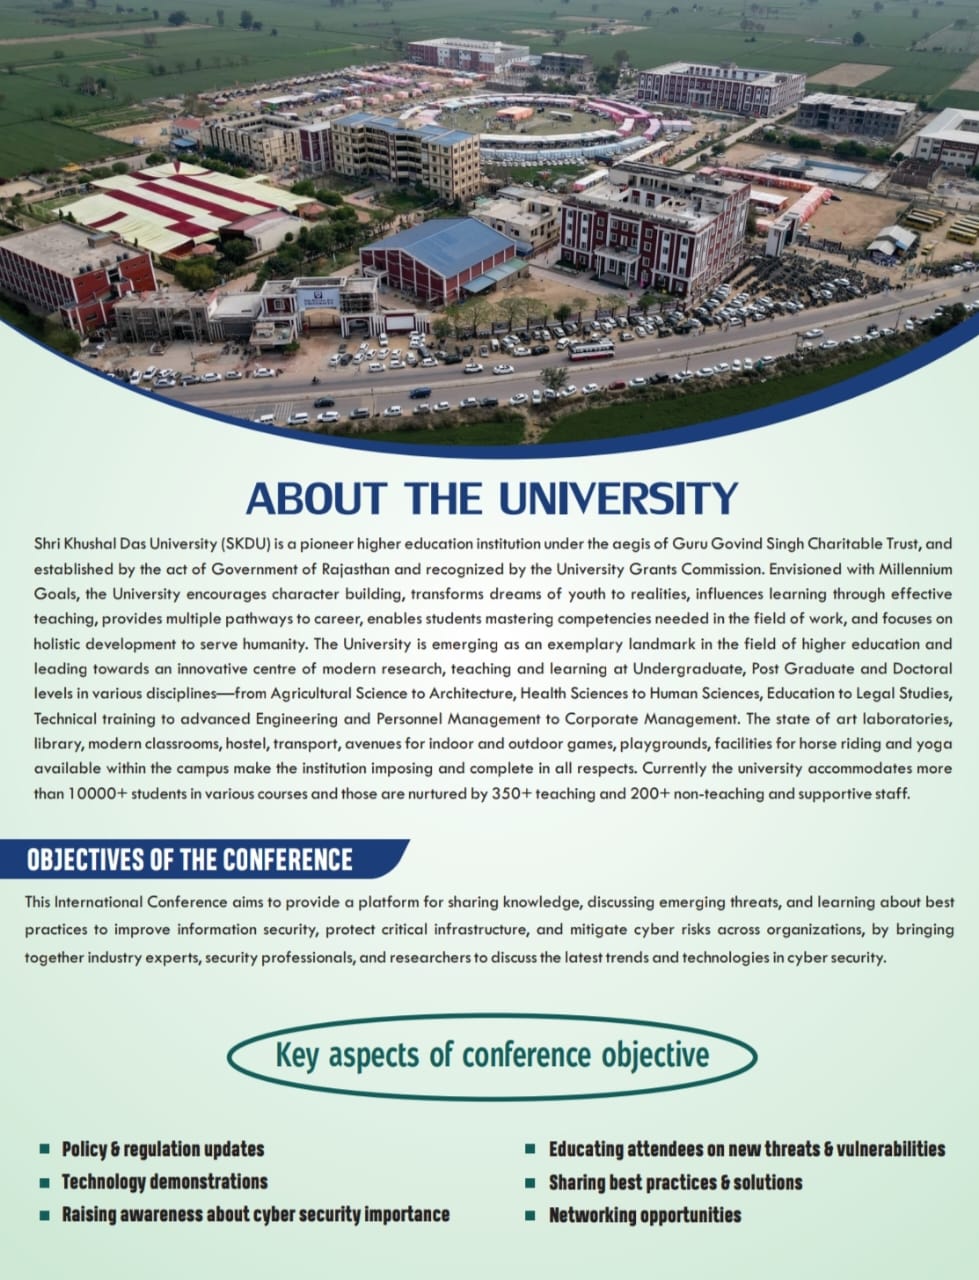 ABOUT THE UNIVERSITY
Shri Khushal Das University (SKDU) is a pioneer higher education institution under the aegis of Guru Govind Singh Charitable Trust, and
established by the act of Government of Rajasthan and recognized by the University Grants Commission. Envisioned with Millennium
Goals, the University encourages character building, transforms dreams of youth to realities, influences learning through effective
teaching, provides multiple pathways to career, enables students mastering competencies needed in the field of work, and focuses on
holistic development to serve humanity. The University is emerging as an exemplary landmark in the field of higher education and
leading towards an innovative centre of modern research, teaching and learning at Undergraduate, Post Graduate and Doctoral
levels in various disciplines—from Agricultural Science to Architecture, Health Sciences to Human Sciences, Education to Legal Studies,
Technical training to advanced Engineering and Personnel Management to Corporate Management. The state of art laboratories,
library, modern classrooms, hostel, transport, avenues for indoor and outdoor games, playgrounds, facilities for horse riding and yoga
available within the campus make the institution imposing and complete in all respects. Currently the university accommodates more
than 10000+ students in various courses and those are nurtured by 350+ teaching and 200+ non-teaching and supportive staff.
OBJECTIVES OF THE CONFERENCE
This International Conference aims to provide a platform for sharing knowledge, discussing emerging threats, and learning about best
practices to improve information security, protect critical infrastructure, and mitigate cyber risks across organizations, by bringing
together industry experts, security professionals, and researchers to discuss the latest trends and technologies in cyber security.
Key aspects of conference objective
Policy & regulation updates
Technology demonstrations
Raising awareness about cyber security importance
Educating attendees on new threats & vulnerabilities
Sharing best practices & solutions
Networking opportunities